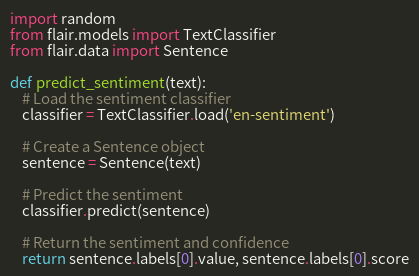 import random
from flair.models import TextClassifier
from flair.data import Sentence

def predict_sentiment(text):
    # Load the sentiment classifier
    classifier = TextClassifier.load('en-sentiment')

    # Create a Sentence object
    sentence = Sentence(text)

    # Predict the sentiment
    classifier.predict(sentence)

    # Return the sentiment and confidence
    return sentence.labels[0].value, sentence.labels[0].score